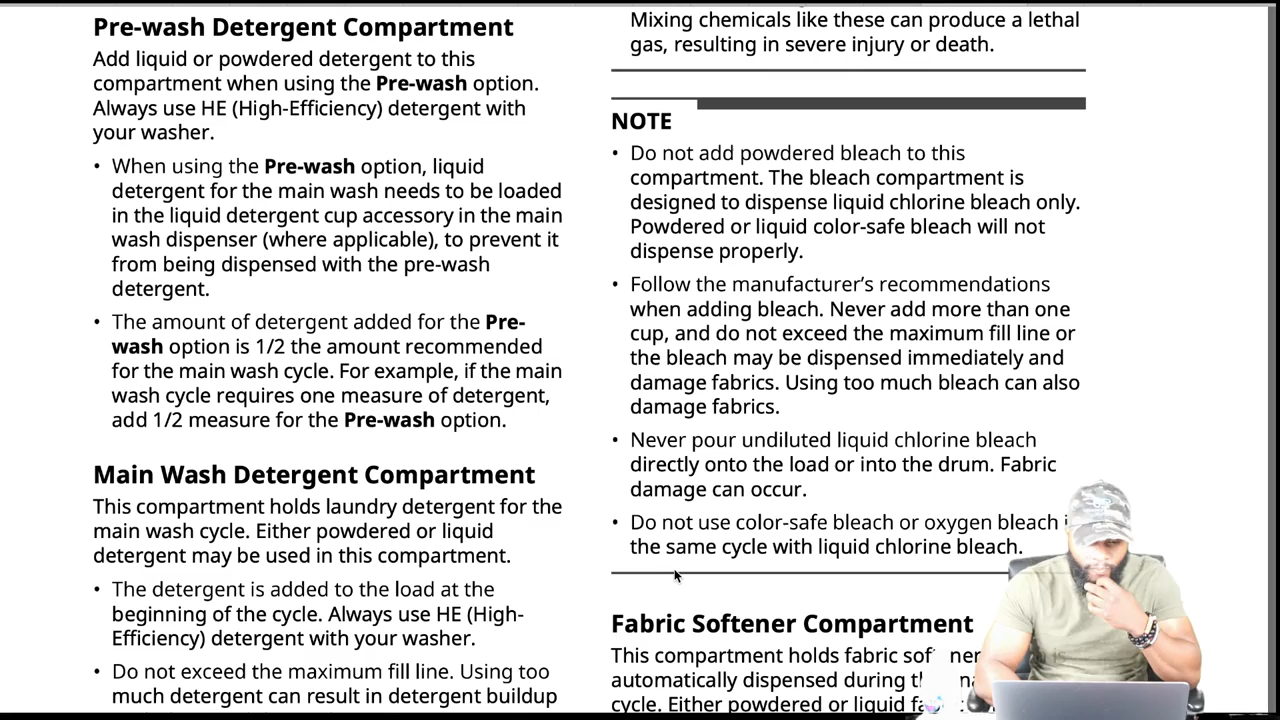 Pre-wash Detergent Compartment
Add liquid or powdered detergent to this
compartment when using the Pre-wash option.
Always use HE (High-Efficiency) detergent with
your washer.
• When using the Pre-wash option, liquid
detergent for the main wash needs to be loaded
in the liquid detergent cup accessory in the main
wash dispenser (where applicable), to prevent it
from being dispensed with the pre-wash
detergent.
• The amount of detergent added for the Pre-
wash option is 1/2 the amount recommended
for the main wash cycle. For example, if the main
wash cycle requires one measure of detergent,
add 1/2 measure for the Pre-wash option.
Main Wash Detergent Compartment
This compartment holds laundry detergent for the
main wash cycle. Either powdered or liquid
detergent may be used in this compartment.
• The detergent is added to the load at the
beginning of the cycle. Always use HE (High-
Efficiency) detergent with your washer.
• Do not exceed the maximum fill line. Using too
much detergent can result in detergent buildup
Mixing chemicals like these can produce a lethal
gas, resulting in severe injury or death.
NOTE
• Do not add powdered bleach to this
compartment. The bleach compartment is
designed to dispense liquid chlorine bleach only.
Powdered or liquid color-safe bleach will not
dispense properly.
• Follow the manufacturer’s recommendations
when adding bleach. Never add more than one
cup, and do not exceed the maximum fill line or
the bleach may be dispensed immediately and
damage fabrics. Using too much bleach can also
damage fabrics.
• Never pour undiluted liquid chlorine bleach
directly onto the load or into the drum. Fabric
damage can occur.
• Do not use color-safe bleach or oxygen bleach
the same cycle with liquid chlorine bleach.
Fabric Softener Compartment
This compartment holds fabric
automatically dispensed during
cycle. Either powdered or liquid